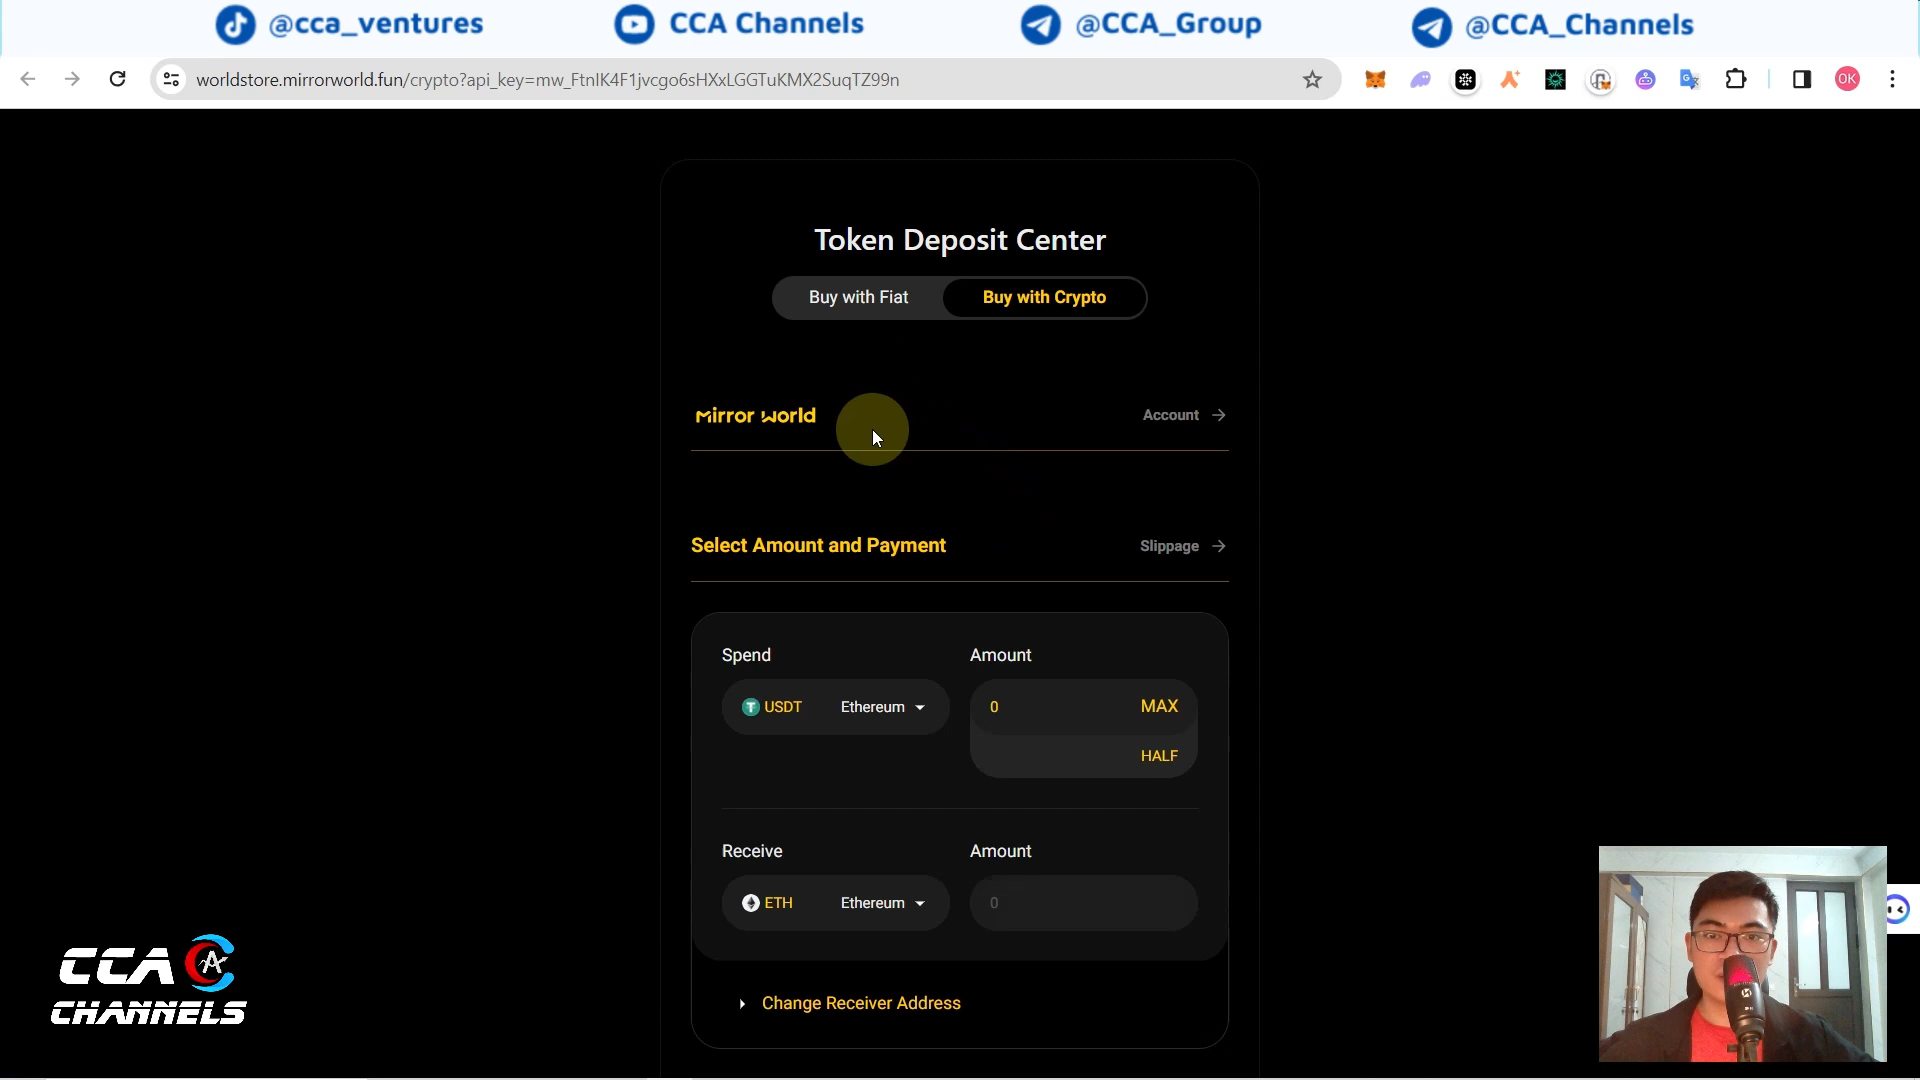 @cca_ventures
CCA Channels
@CCA_Group
@CCA_Channels
worldstore.mirrorworld.fun/crypto?api_key=mw_FtnIK4F1jvcgo6sHXxLGGTuKMX2SuqTZ99n
OK
Token Deposit Center
Buy with Fiat
Buy with Crypto
mirror world
Account
Select Amount and Payment
Slippage
Spend
Amount
USDT
Ethereum
0
MAX
HALF
Receive
Amount
ETH
Ethereum
0
Change Receiver Address
CCA
CHANNELS